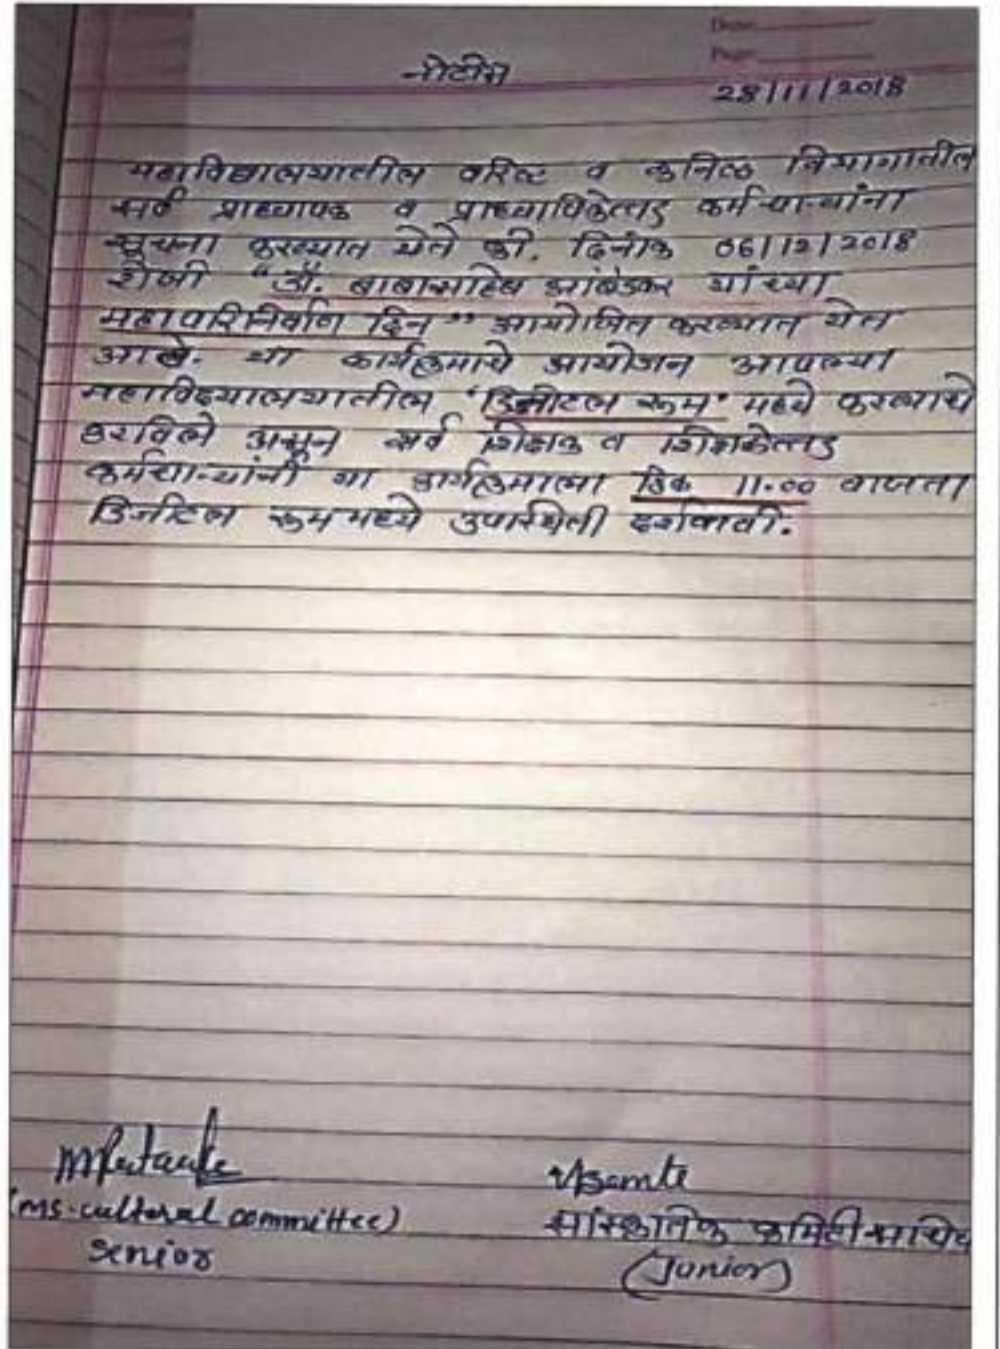 Date
Page
नोटीस
28/11/2018
महाविद्यालयातील वरिष्ठ व कनिष्ठ विभागातील
सर्व प्राध्यापक व प्राध्यापिकेत्तर कर्मचाऱ्यांना
सूचना करण्यात येते की. दिनांक 06/12/2018
रोजी "डॉ. बाबासाहेब आंबेडकर यांच्या
महापरिनिर्वाण दिन" आयोजित करण्यात येत
आहे. या कार्यक्रमाचे आयोजन आपल्या
महाविद्यालयातील 'डिजीटल रूम' मध्ये करण्याचे
ठरविले असून सर्व शिक्षक व शिक्षकेत्तर
कर्मचाऱ्यांनी या कार्यक्रमाला ठिक 11.00 वाजता
डिजीटल रूममध्ये उपस्थिती दर्शवावी.
(ms. cultural committee)
senior
सांस्कृतिक कमिटी सचिव
(Junior)